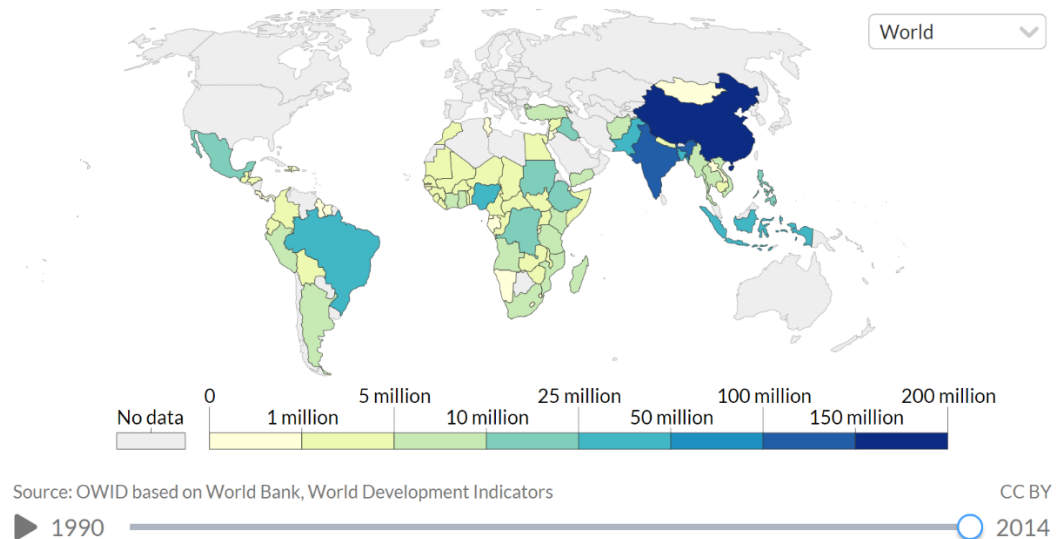 World
0 5 million 25 million 100 million 200 million
No data 1 million 10 million 50 million 150 million
Source: OWID based on World Bank, World Development Indicators CC BY
1990 2014